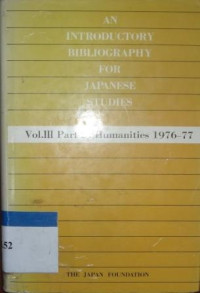 AN
INTRODUCTORY
BIBLIOGRAPHY
FOR
JAPANESE
STUDIES
Vol.III Part Humanities 1976-77
52
THE JAPAN FOUNDATION